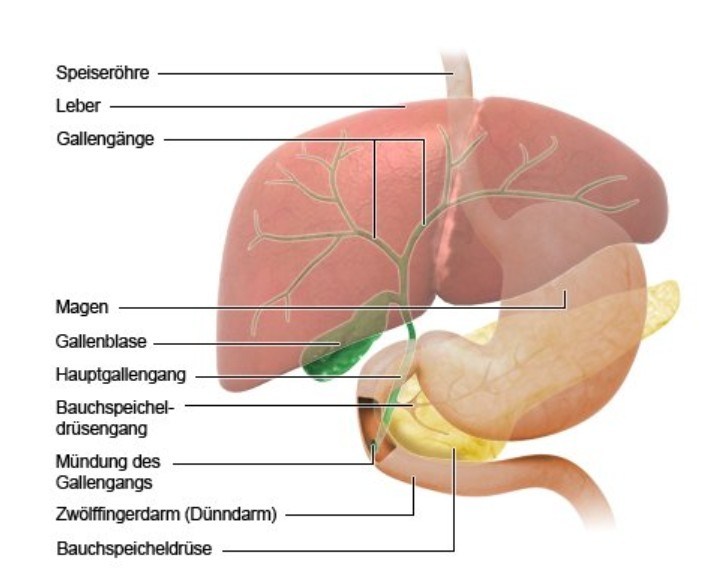 Speiseröhre
Leber
Gallengänge
Magen
Gallenblase
Hauptgallengang
Bauchspeichel-
drüsengang
Mündung des
Gallengangs
Zwölffingerdarm (Dünndarm)
Bauchspeicheldrüse